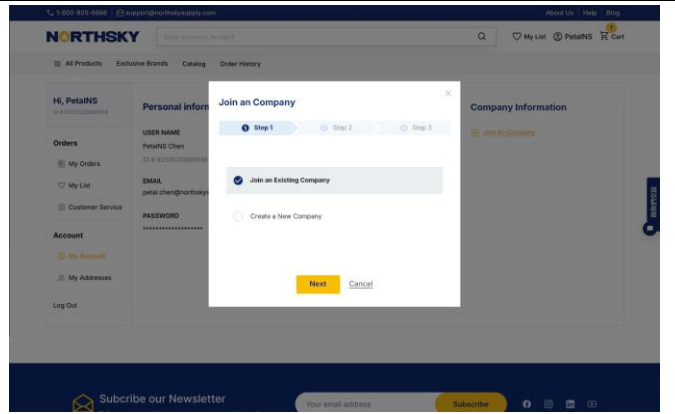 1-800-805-8686
support@northskysupply.com
About Us
Help
Blog
NORTHSKY
My List
PetalNS
Cart
All Products
Exclusive Brands
Catalog
Order History
Hi, PetalNS
Orders
My Orders
My List
Customer Service
Account
My Account
My Addresses
Log Out
Personal inform
USER NAME
PetalNS Chen
EMAIL
petal.chen@northskys
PASSWORD
Join an Company
Step 1
Step 2
Step 3
Join an Existing Company
Create a New Company
Next
Cancel
Company Information
Join an Company
Subcribe our Newsletter
Your email address
Subscribe